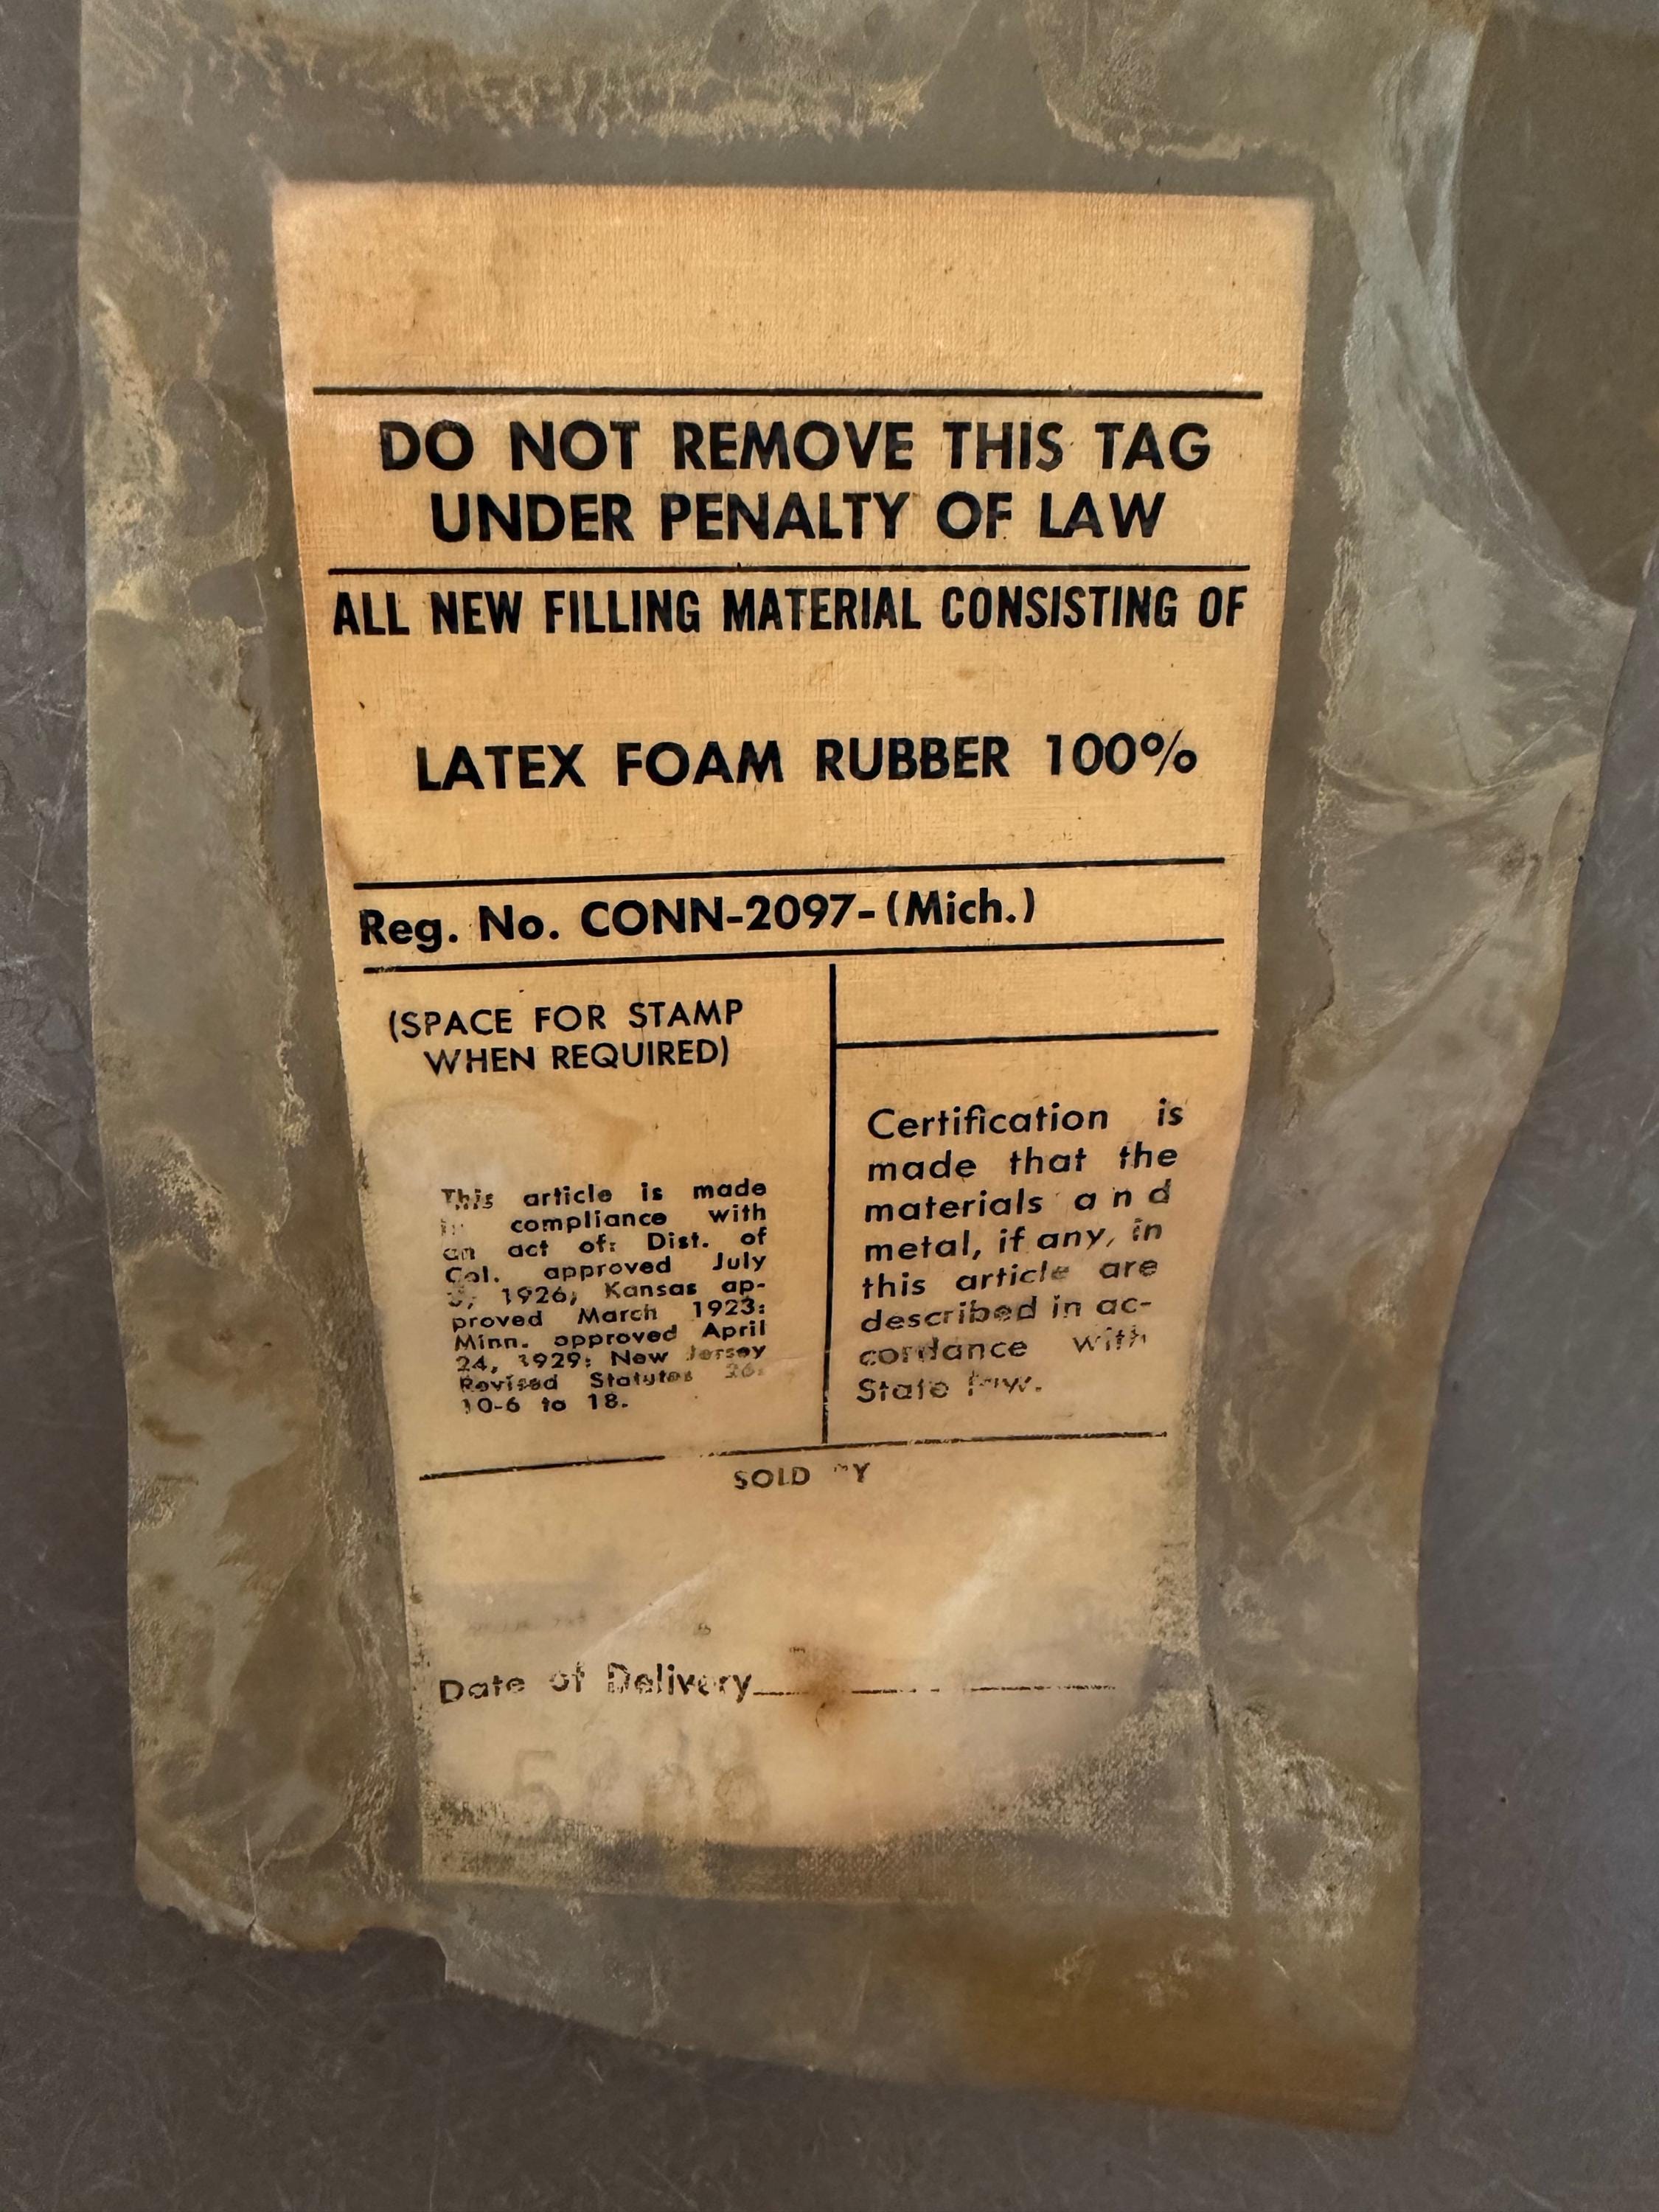 DO NOT REMOVE THIS TAG
UNDER PENALTY OF LAW
ALL NEW FILLING MATERIAL CONSISTING OF
LATEX FOAM RUBBER 100%
Reg. No. CONN-2097-(Mich.)
(SPACE FOR STAMP
WHEN REQUIRED)
This article is made
in compliance with
an act of: Dist. of
Col. approved July
1926; Kansas ap-
proved March 1923:
Minn. approved April
24, 1929: New Jersey
Revised Statutes 26:
10-6 to 18.
Certification is
made that the
materials and
metal, if any, in
this article are
described in ac-
cordance with
State law.
SOLD BY
Date of Delivery